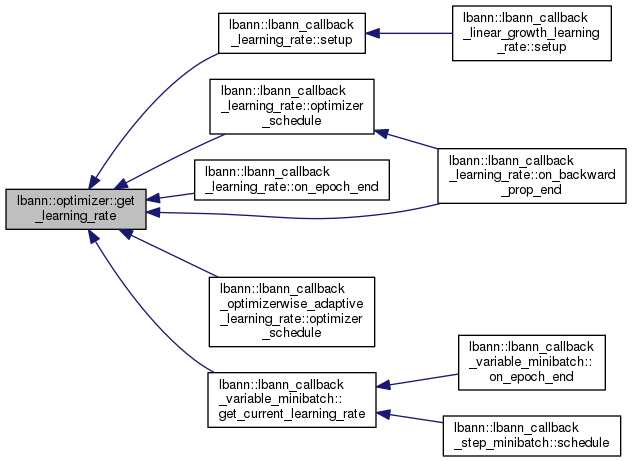 lbann::optimizer::get
_learning_rate
lbann::lbann_callback
_learning_rate::setup
lbann::lbann_callback
_linear_growth_learning
_rate::setup
lbann::lbann_callback
_learning_rate::optimizer
_schedule
lbann::lbann_callback
_learning_rate::on_backward
_prop_end
lbann::lbann_callback
_learning_rate::on_epoch_end
lbann::lbann_callback
_optimizerwise_adaptive
_learning_rate::optimizer
_schedule
lbann::lbann_callback
_variable_minibatch::
get_current_learning_rate
lbann::lbann_callback
_variable_minibatch::
on_epoch_end
lbann::lbann_callback
_step_minibatch::schedule